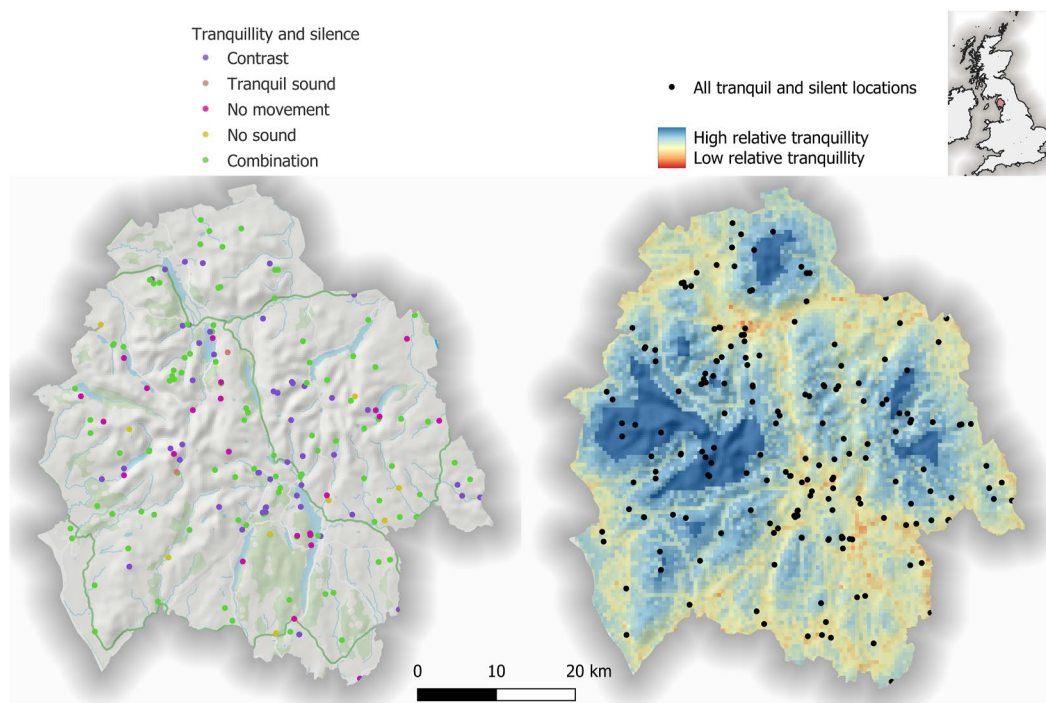 Tranquillity and silence
Contrast
Tranquil sound
No movement
No sound
Combination
All tranquil and silent locations
High relative tranquillity
Low relative tranquillity
0 10 20 km